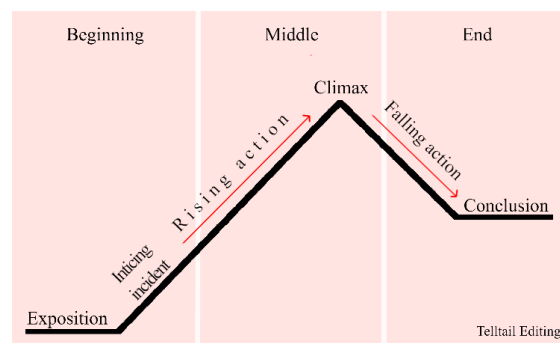 Beginning
Middle
End
Climax
Rising action
Falling action
Inticing
incident
Conclusion
Exposition
Telltail Editing